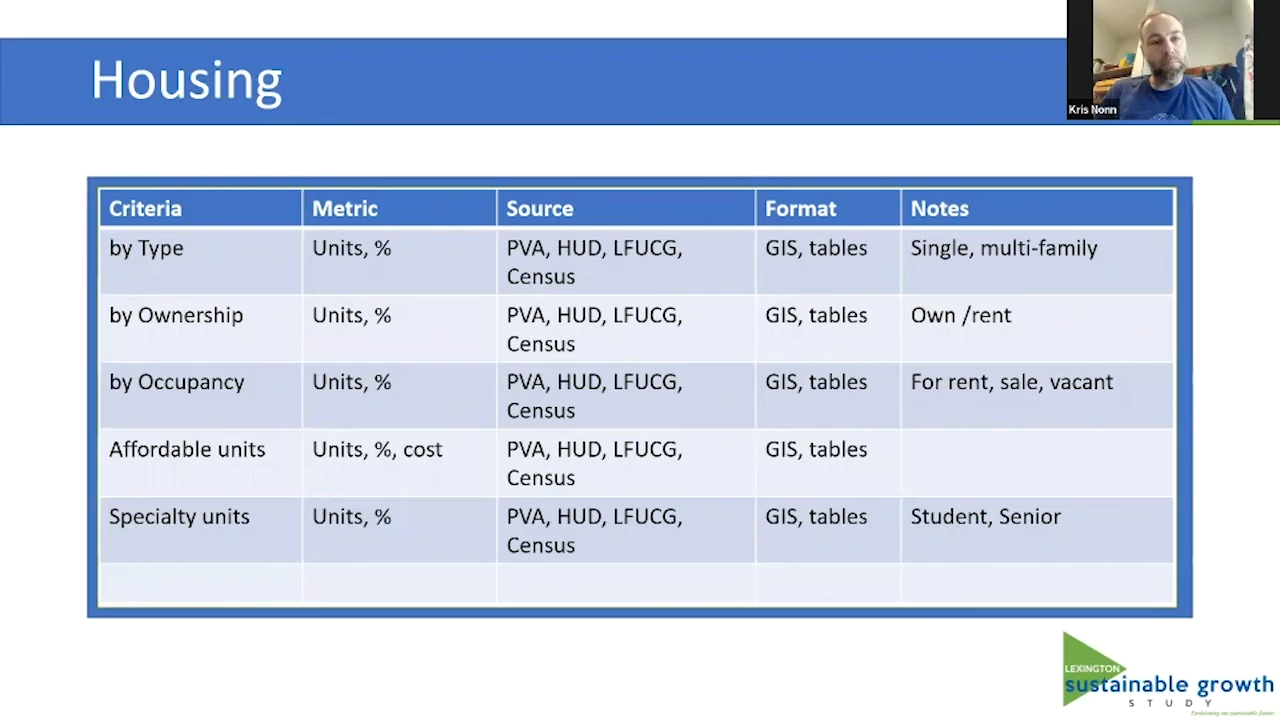 Housing
Kris Nonn
Criteria Metric Source Format Notes
by Type Units, % PVA, HUD, LFUCG, GIS, tables Single, multi-family
Census
by Ownership Units, % PVA, HUD, LFUCG, GIS, tables Own /rent
Census
by Occupancy Units, % PVA, HUD, LFUCG, GIS, tables For rent, sale, vacant
Census
Affordable units Units, %, cost PVA, HUD, LFUCG, GIS, tables
Census
Specialty units Units, % PVA, HUD, LFUCG, GIS, tables Student, Senior
Census
LEXINGTON
sustainable growth
STUDY